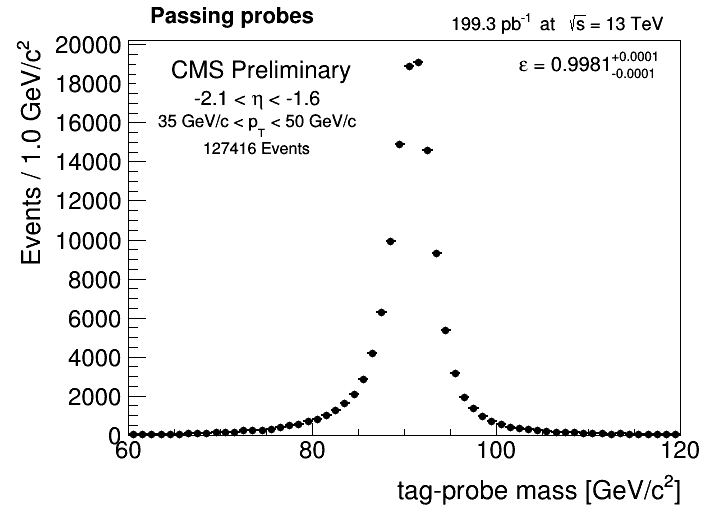 Passing probes
199.3 pb⁻¹ at √s = 13 TeV
CMS Preliminary
-2.1 < η < -1.6
35 GeV/c < p_T < 50 GeV/c
127416 Events
ε = 0.9981 +0.0001 -0.0001
Events / 1.0 GeV/c²
20000
18000
16000
14000
12000
10000
8000
6000
4000
2000
0
60 80 100 120
tag-probe mass [GeV/c²]